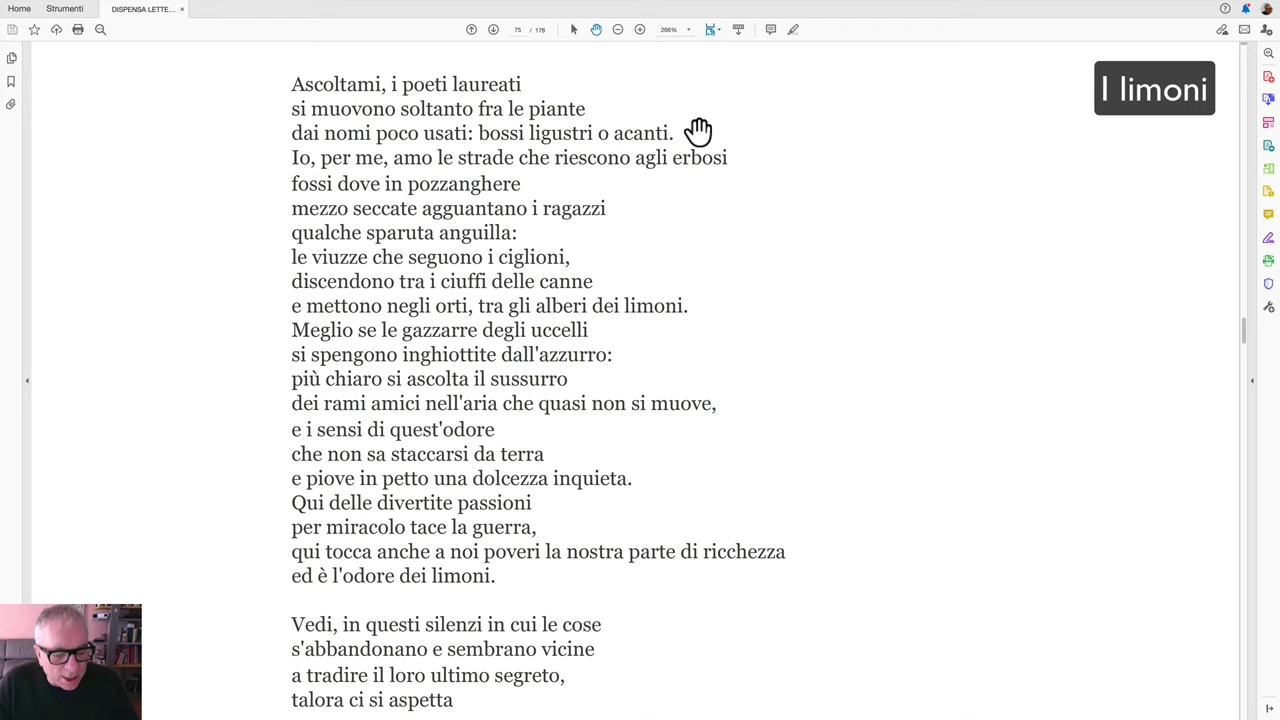 Home
Strumenti
DISPENSA LETTE... ×
75 / 178
266%
I limoni
Ascoltami, i poeti laureati
si muovono soltanto fra le piante
dai nomi poco usati: bossi ligustri o acanti.
Io, per me, amo le strade che riescono agli erbosi
fossi dove in pozzanghere
mezzo seccate agguantano i ragazzi
qualche sparuta anguilla:
le viuzze che seguono i ciglioni,
discendono tra i ciuffi delle canne
e mettono negli orti, tra gli alberi dei limoni.
Meglio se le gazzarre degli uccelli
si spengono inghiottite dall'azzurro:
più chiaro si ascolta il sussurro
dei rami amici nell'aria che quasi non si muove,
e i sensi di quest'odore
che non sa staccarsi da terra
e piove in petto una dolcezza inquieta.
Qui delle divertite passioni
per miracolo tace la guerra,
qui tocca anche a noi poveri la nostra parte di ricchezza
ed è l'odore dei limoni.
Vedi, in questi silenzi in cui le cose
s'abbandonano e sembrano vicine
a tradire il loro ultimo segreto,
talora ci si aspetta